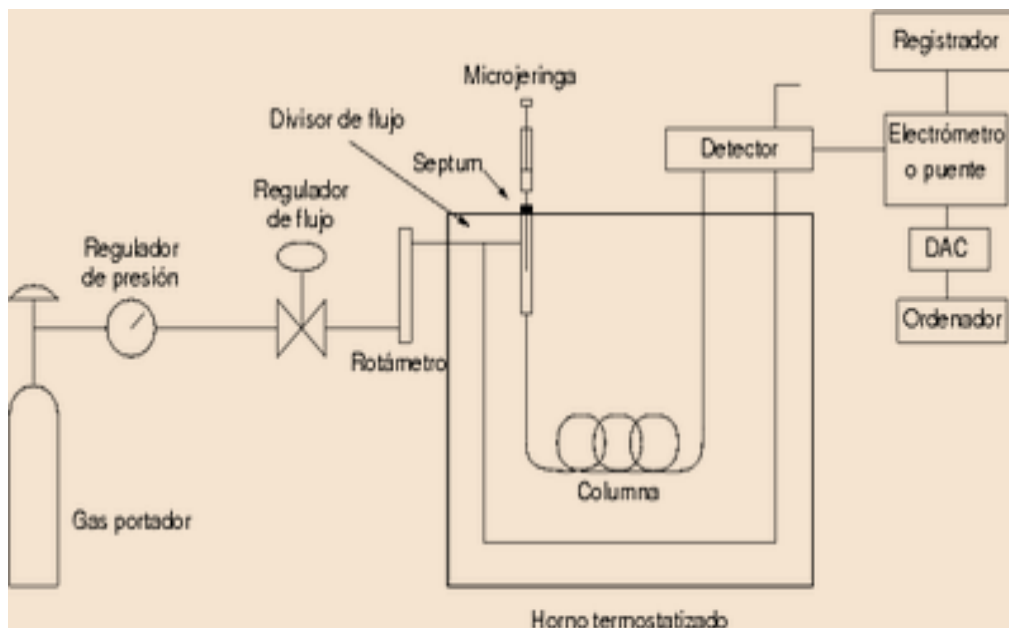 Registrador
Microjeringa
Divisor de flujo
Electrómetro
o puente
Detector
Septum
Regulador
de flujo
Regulador
de presión
DAC
Ordenador
Rotámetro
Columna
Gas portador
Horno termostatizado